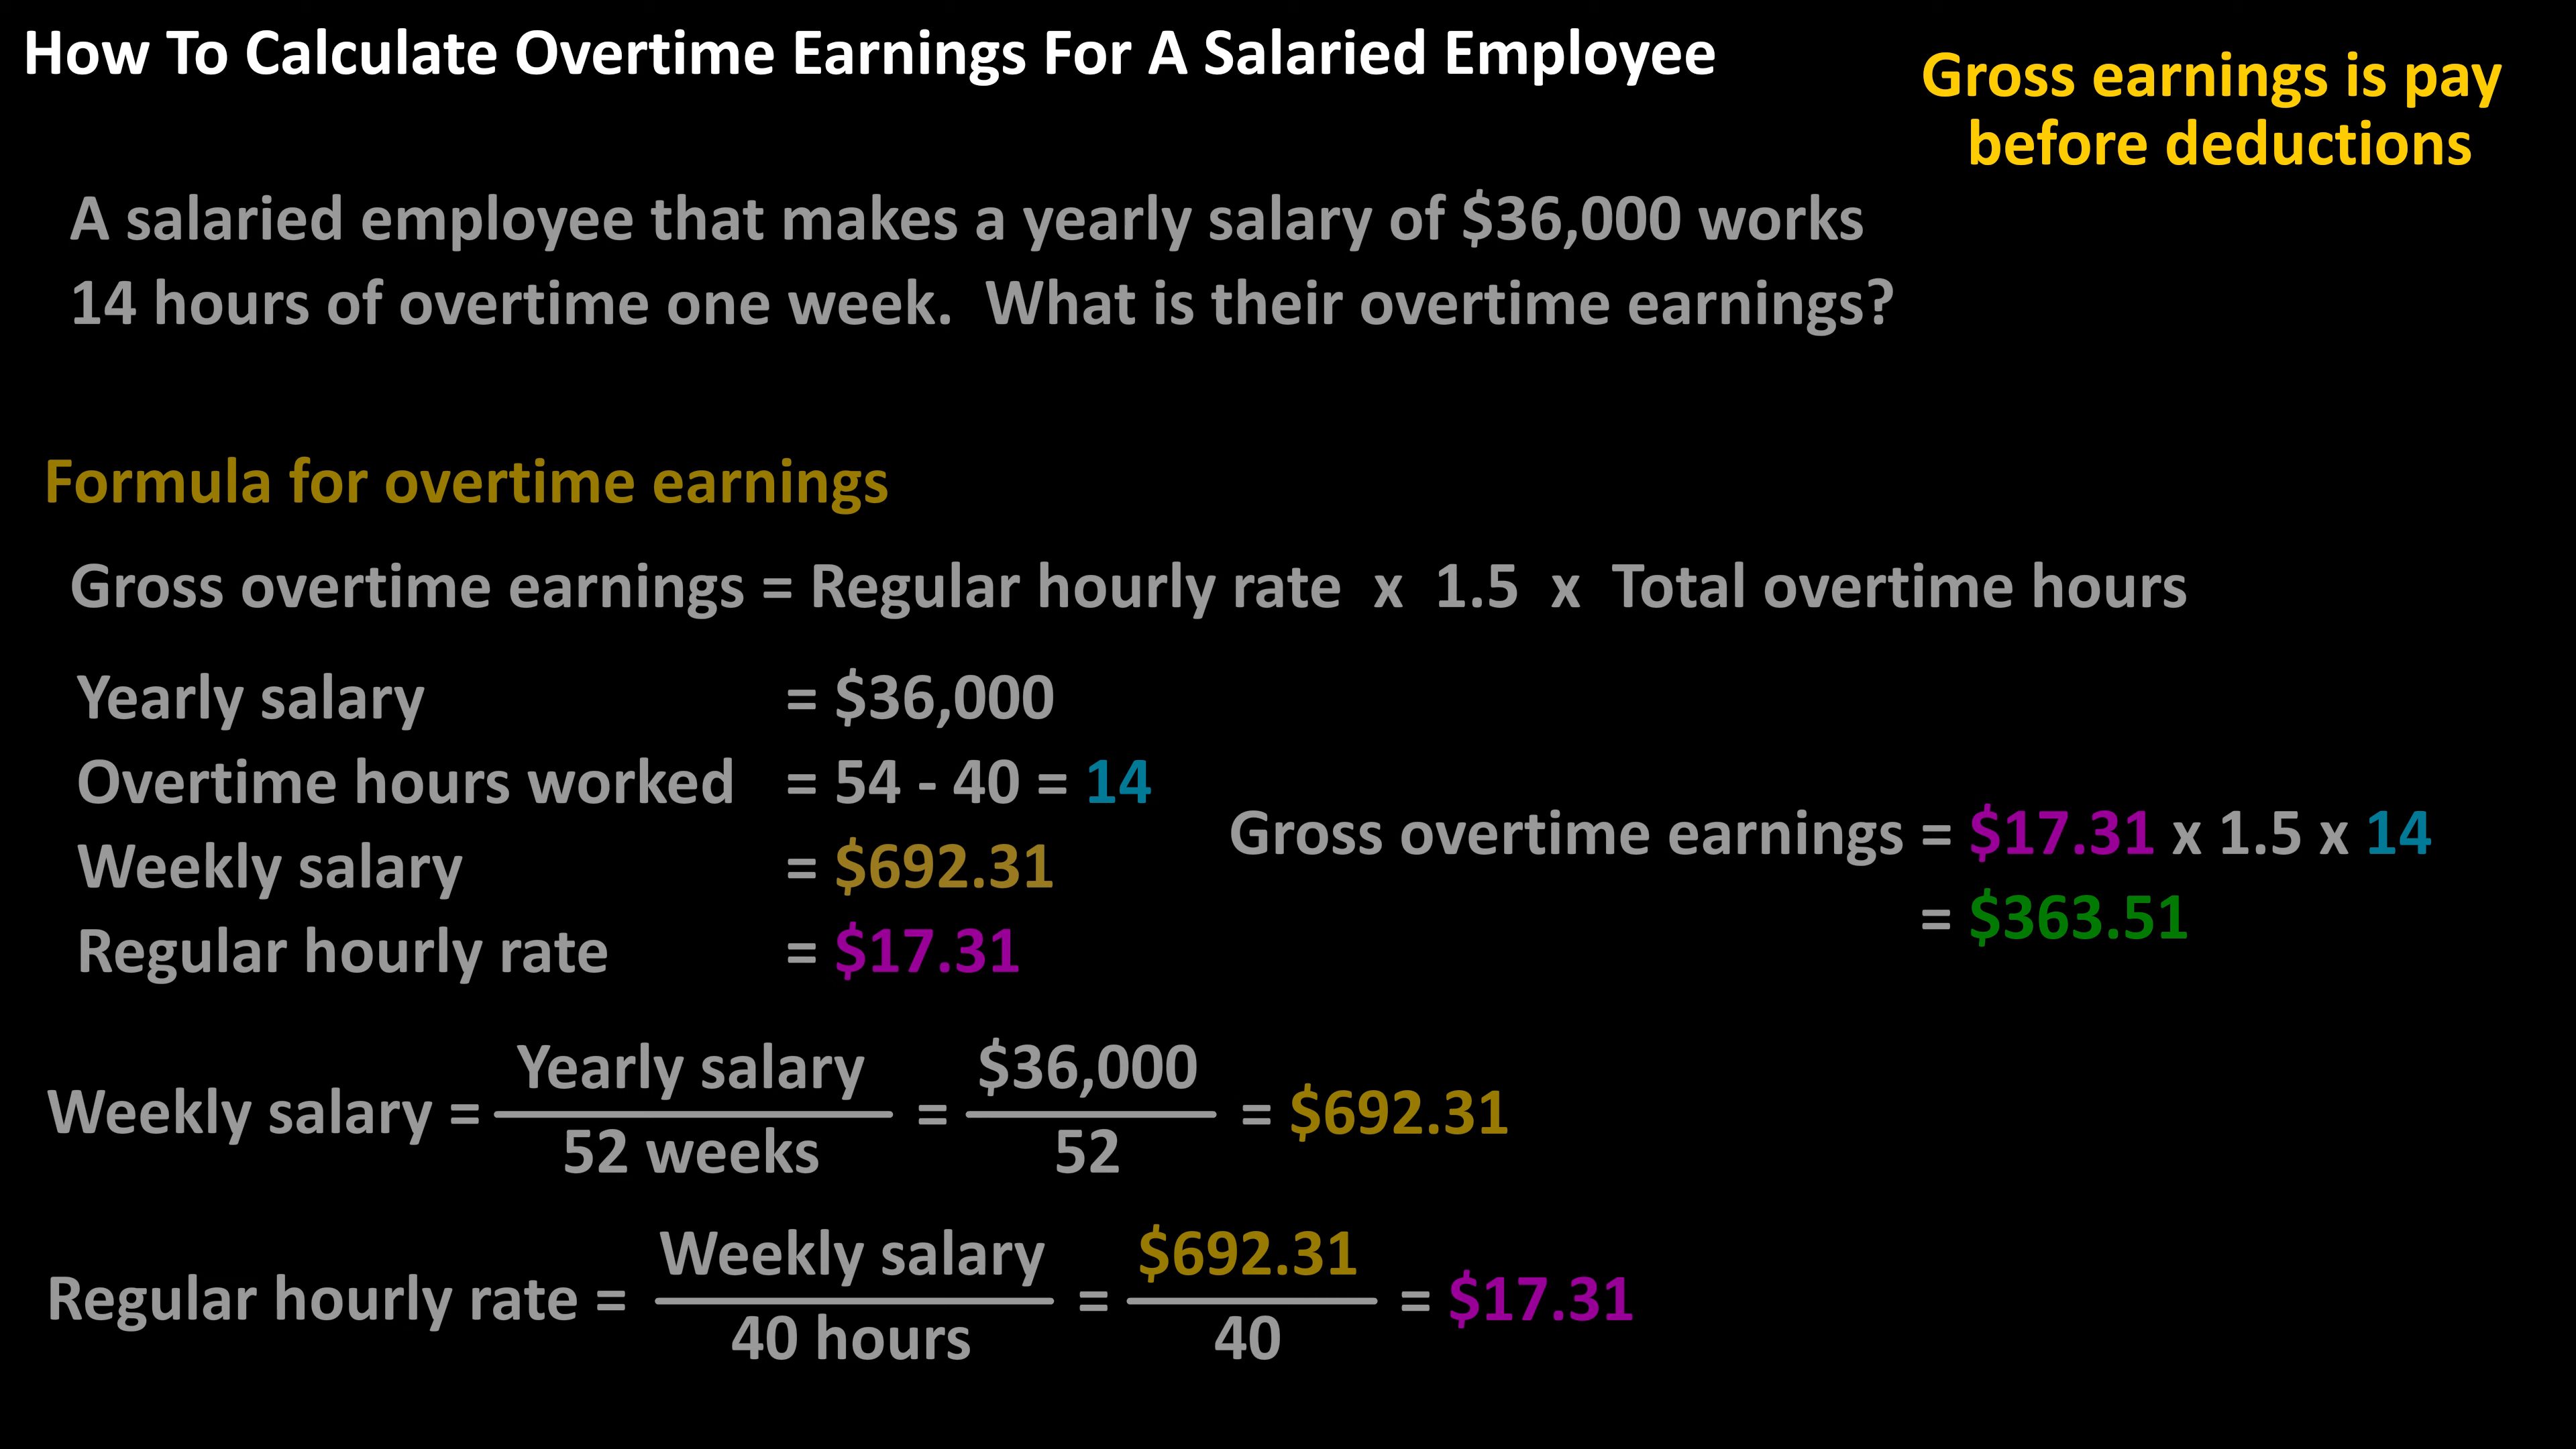 How To Calculate Overtime Earnings For A Salaried Employee
Gross earnings is pay
before deductions
A salaried employee that makes a yearly salary of $36,000 works
14 hours of overtime one week.  What is their overtime earnings?
Formula for overtime earnings
Gross overtime earnings = Regular hourly rate  x  1.5  x  Total overtime hours
Yearly salary = $36,000
Overtime hours worked = 54 - 40 = 14
Weekly salary = $692.31
Regular hourly rate = $17.31
Gross overtime earnings = $17.31 x 1.5 x 14
= $363.51
Yearly salary $36,000
Weekly salary = = = $692.31
52 weeks 52
Weekly salary $692.31
Regular hourly rate = = = $17.31
40 hours 40